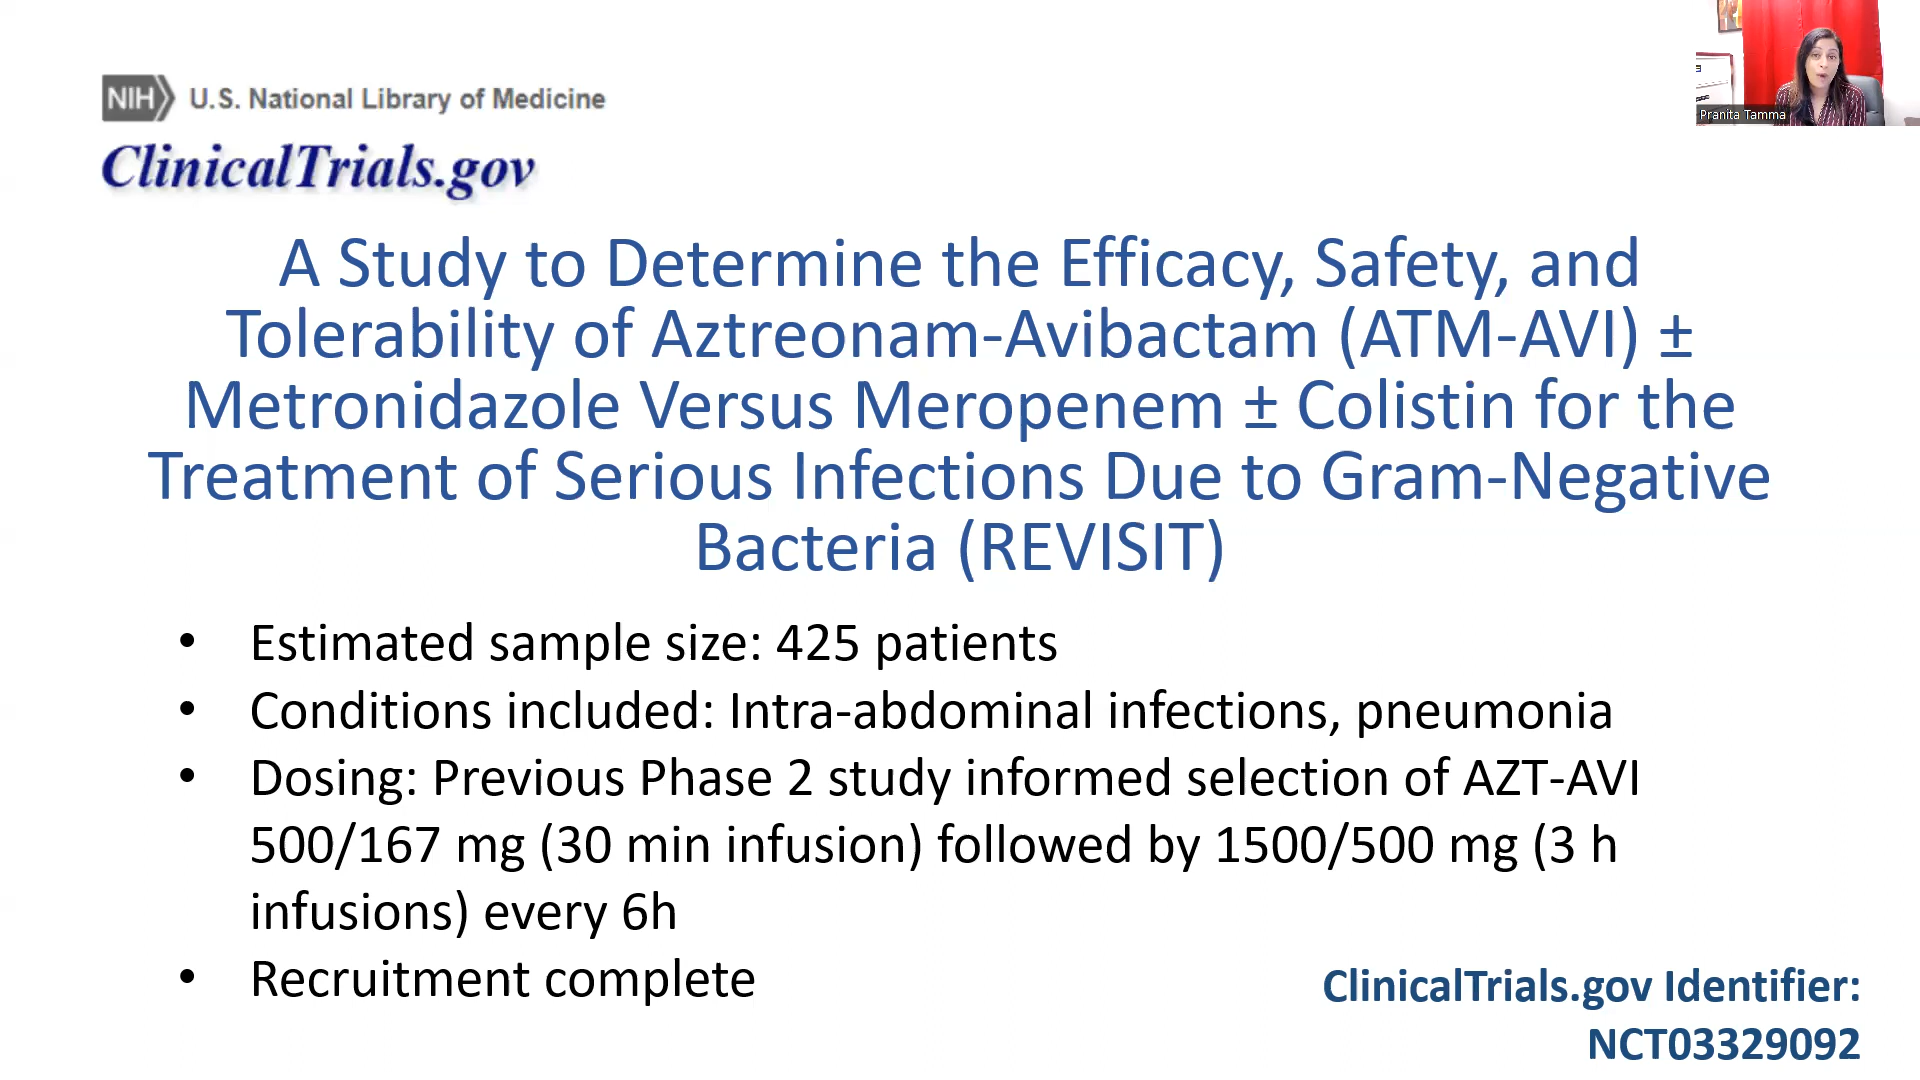 NIH U.S. National Library of Medicine
ClinicalTrials.gov
Pranita Tamma
A Study to Determine the Efficacy, Safety, and
Tolerability of Aztreonam-Avibactam (ATM-AVI) ±
Metronidazole Versus Meropenem ± Colistin for the
Treatment of Serious Infections Due to Gram-Negative
Bacteria (REVISIT)
• Estimated sample size: 425 patients
• Conditions included: Intra-abdominal infections, pneumonia
• Dosing: Previous Phase 2 study informed selection of AZT-AVI
500/167 mg (30 min infusion) followed by 1500/500 mg (3 h
infusions) every 6h
• Recruitment complete
ClinicalTrials.gov Identifier:
NCT03329092